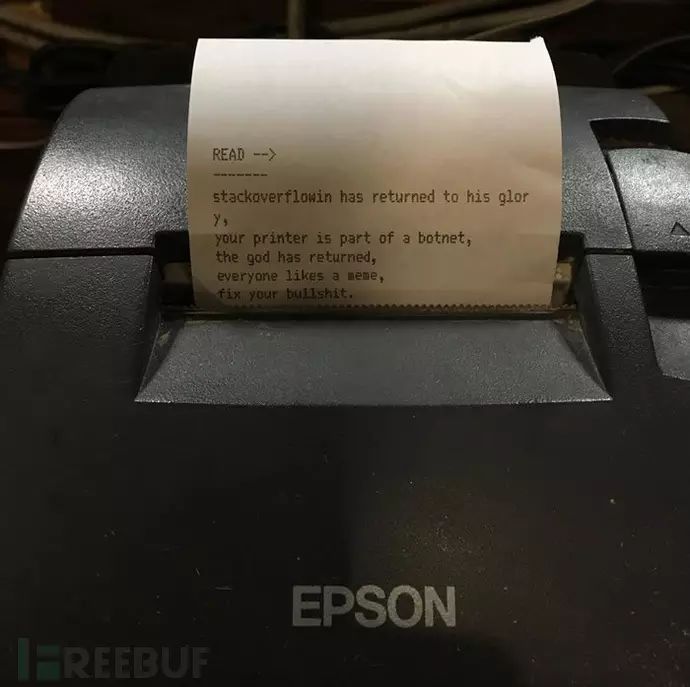 READ -->
-------
stackoverflowin has returned to his glor
y,
your printer is part of a botnet,
the god has returned,
everyone likes a meme,
fix your bullshit.
EPSON
FREEBUF